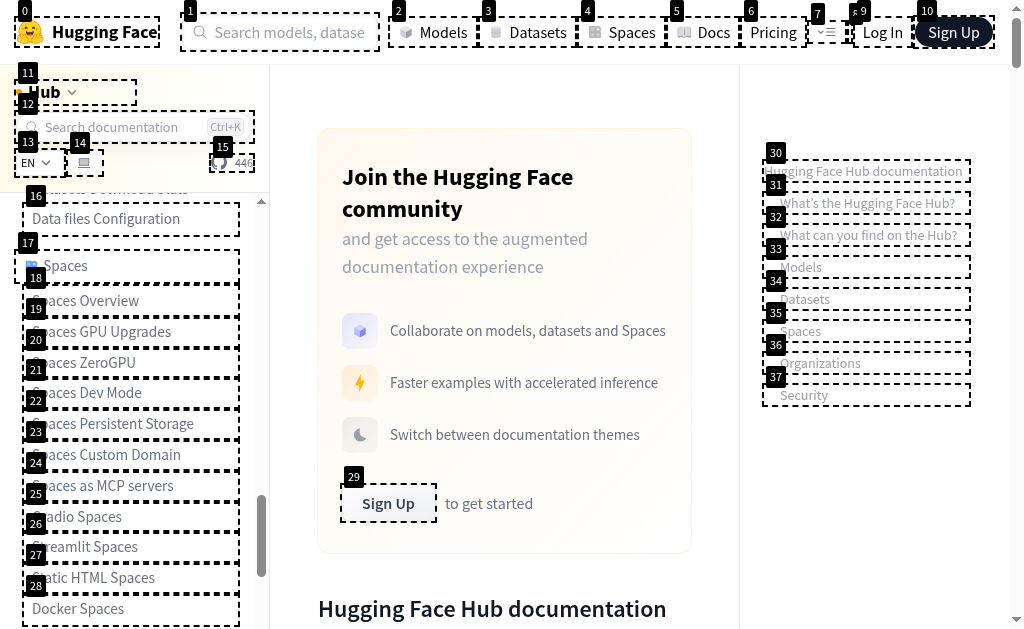 0 1 2 3 4 5 6 7 9 10
Hugging Face Search models, datase Models Datasets Spaces Docs Pricing Log In Sign Up
11
Hub
12
Search documentation Ctrl+K
13 14 15
EN 446
16
Data files Configuration
17
Spaces
18
Spaces Overview
19
Spaces GPU Upgrades
20
Spaces ZeroGPU
21
Spaces Dev Mode
22
Spaces Persistent Storage
23
Spaces Custom Domain
24
Spaces as MCP servers
25
Gradio Spaces
26
Streamlit Spaces
27
Static HTML Spaces
28
Docker Spaces
Join the Hugging Face
community
and get access to the augmented
documentation experience
Collaborate on models, datasets and Spaces
Faster examples with accelerated inference
Switch between documentation themes
29
Sign Up to get started
Hugging Face Hub documentation
30
Hugging Face Hub documentation
31
What's the Hugging Face Hub?
32
What can you find on the Hub?
33
Models
34
Datasets
35
Spaces
36
Organizations
37
Security